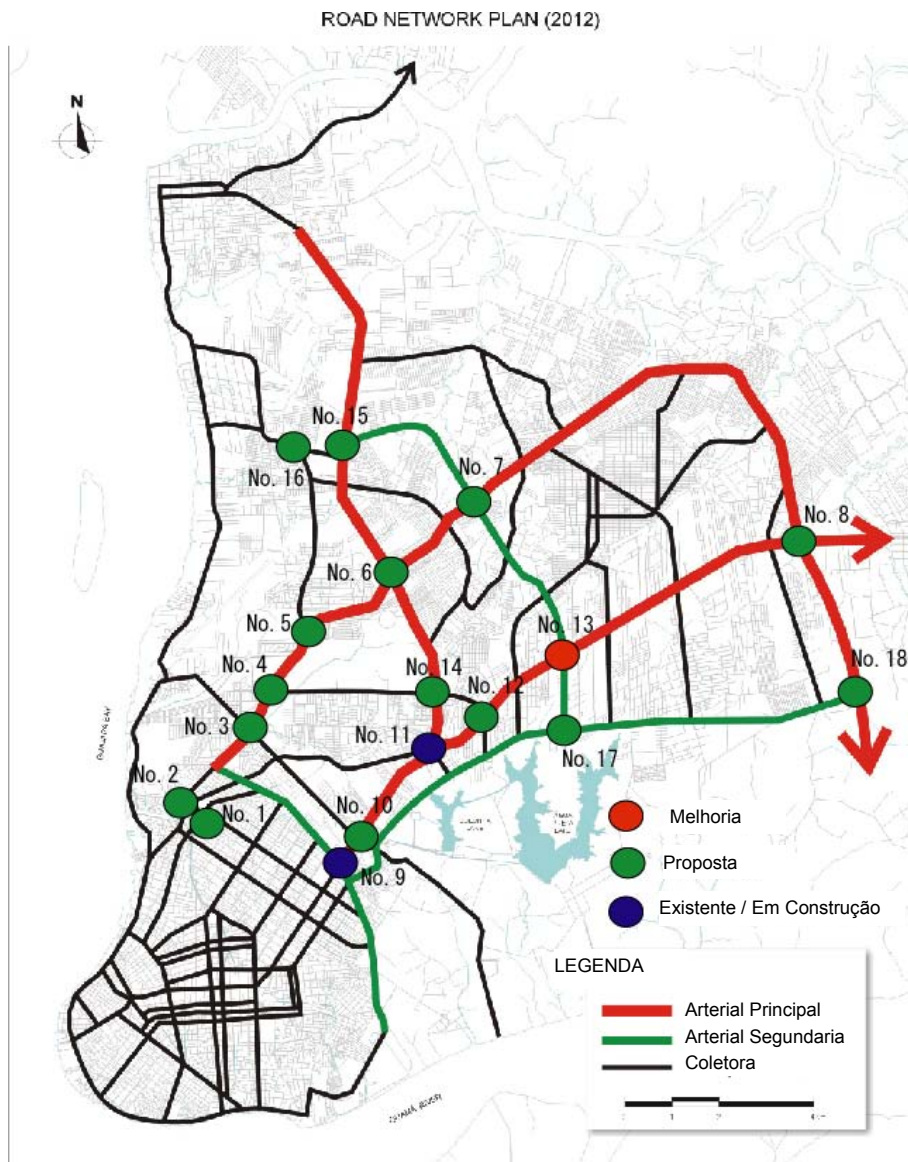 ROAD NETWORK PLAN (2012)
N
No. 15
No. 16
No. 7
No. 8
No. 6
No. 5
No. 13
No. 4
No. 14
No. 12
No. 18
No. 3
No. 11
No. 17
No. 2
No. 10
No. 1
No. 9
Melhoria
Proposta
Existente / Em Construção
LEGENDA
Arterial Principal
Arterial Segundaria
Coletora